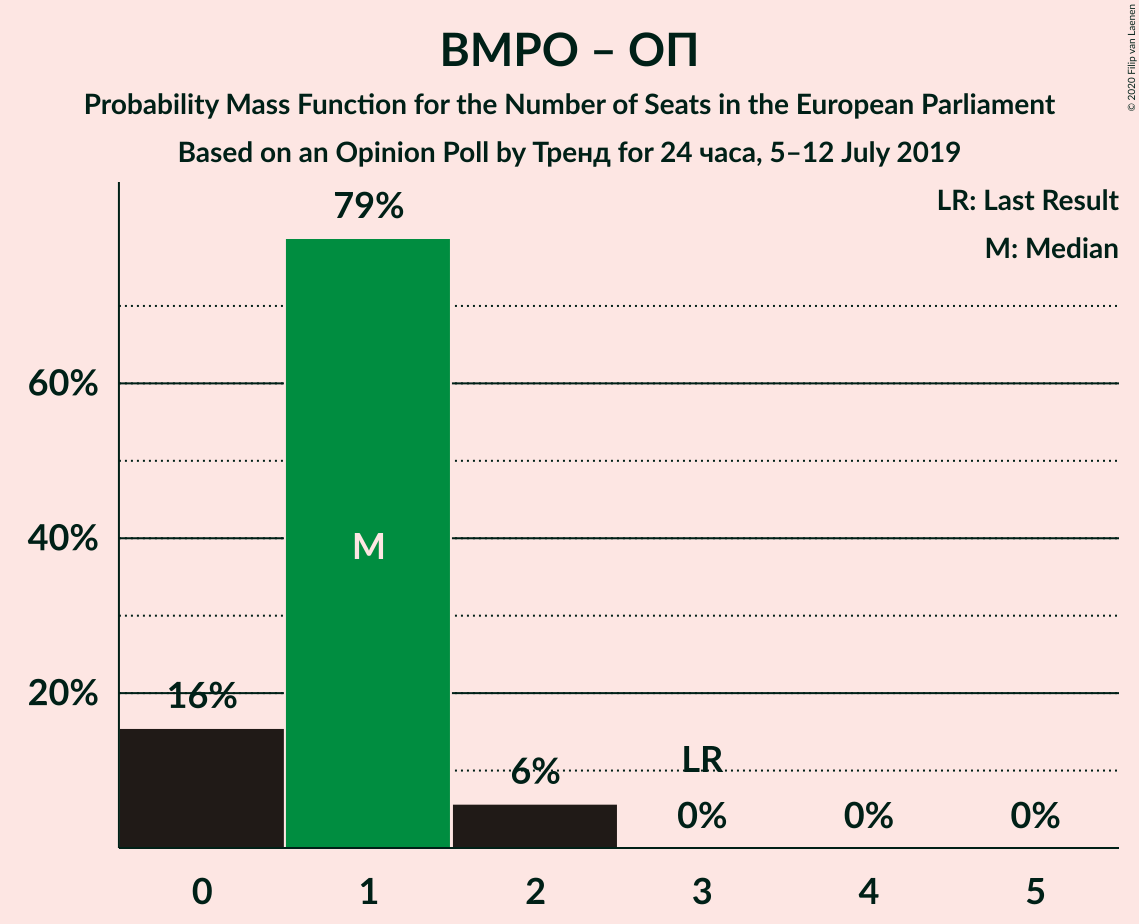 ВМРО – ОП
Probability Mass Function for the Number of Seats in the European Parliament
Based on an Opinion Poll by Тренд for 24 часа, 5–12 July 2019
© 2020 Filip van Laenen
LR: Last Result
M: Median
79%
60%
40%
M
20%
16%
6%
LR
0%
0%
0%
0
1
2
3
4
5